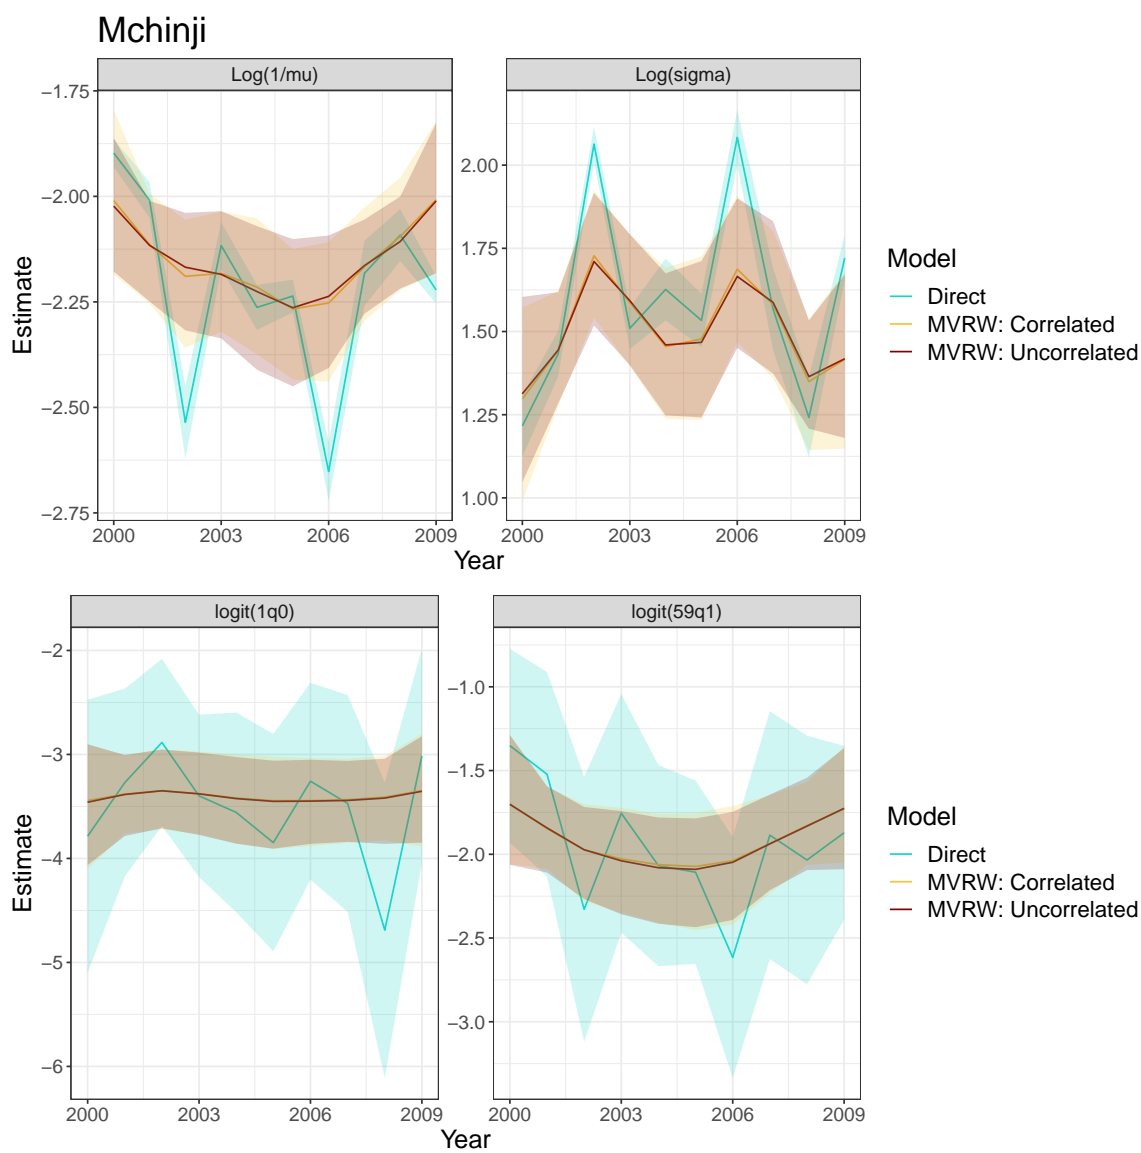 Mchinji
Log(1/mu)
Log(sigma)
−1.75
−2.00
−2.25
−2.50
−2.75
2.00
1.75
1.50
1.25
1.00
Estimate
2000 2003 2006 2009
2000 2003 2006 2009
Year
Model
Direct
MVRW: Correlated
MVRW: Uncorrelated
logit(1q0)
logit(59q1)
−2
−3
−4
−5
−6
−1.0
−1.5
−2.0
−2.5
−3.0
Estimate
2000 2003 2006 2009
2000 2003 2006 2009
Year
Model
Direct
MVRW: Correlated
MVRW: Uncorrelated